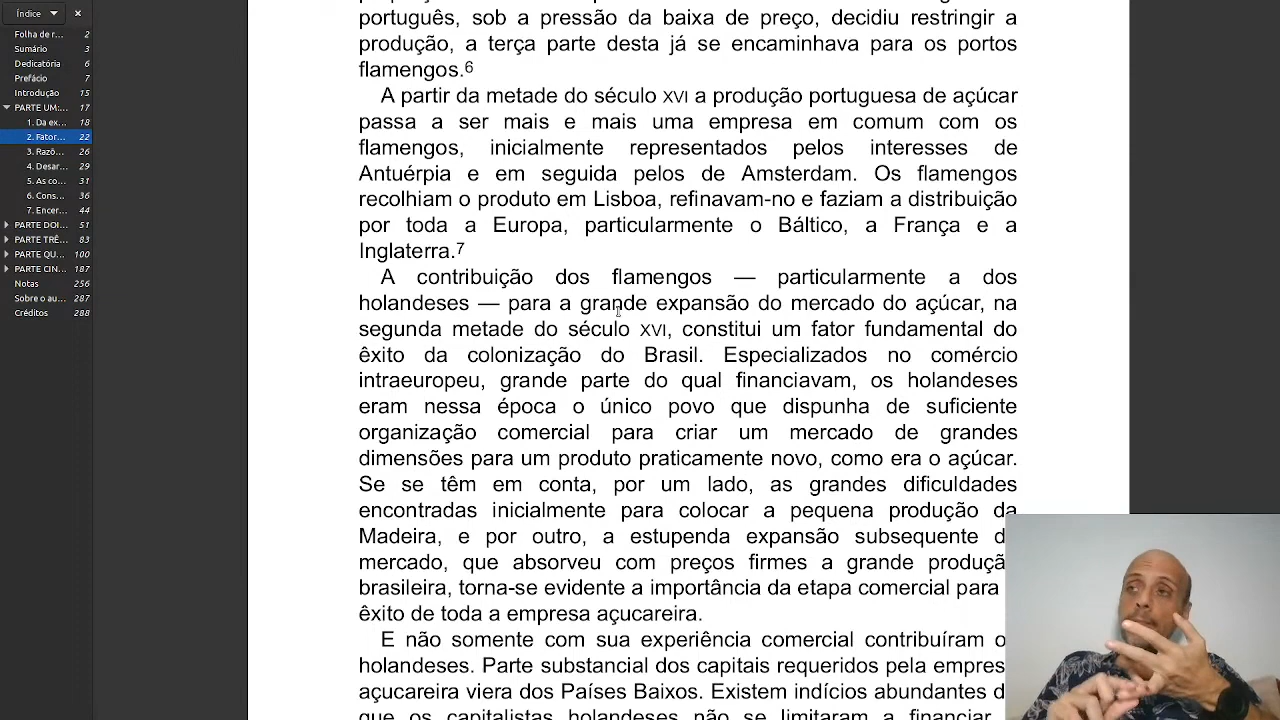 Índice
Folha de r... 2
Sumário 3
Dedicatória 6
Prefácio 7
Introdução 15
PARTE UM:... 17
1. Da ex... 18
2. Fator... 22
3. Razõ... 26
4. Desar... 29
5. As co... 31
6. Cons... 36
7. Encer... 44
PARTE DOI... 51
PARTE TRÊ... 83
PARTE QU... 100
PARTE CIN... 187
Notas 256
Sobre o au... 287
Créditos 288
português, sob a pressão da baixa de preço, decidiu restringir a
produção, a terça parte desta já se encaminhava para os portos
flamengos.6
A partir da metade do século XVI a produção portuguesa de açúcar
passa a ser mais e mais uma empresa em comum com os
flamengos, inicialmente representados pelos interesses de
Antuérpia e em seguida pelos de Amsterdam. Os flamengos
recolhiam o produto em Lisboa, refinavam-no e faziam a distribuição
por toda a Europa, particularmente o Báltico, a França e a
Inglaterra.7
A contribuição dos flamengos — particularmente a dos
holandeses — para a grande expansão do mercado do açúcar, na
segunda metade do século XVI, constitui um fator fundamental do
êxito da colonização do Brasil. Especializados no comércio
intraeuropeu, grande parte do qual financiavam, os holandeses
eram nessa época o único povo que dispunha de suficiente
organização comercial para criar um mercado de grandes
dimensões para um produto praticamente novo, como era o açúcar.
Se se têm em conta, por um lado, as grandes dificuldades
encontradas inicialmente para colocar a pequena produção da
Madeira, e por outro, a estupenda expansão subsequente d
mercado, que absorveu com preços firmes a grande produçã
brasileira, torna-se evidente a importância da etapa comercial para
êxito de toda a empresa açucareira.
E não somente com sua experiência comercial contribuíram o
holandeses. Parte substancial dos capitais requeridos pela empres
açucareira viera dos Países Baixos. Existem indícios abundantes d
que os capitalistas holandeses não se limitaram a financiar